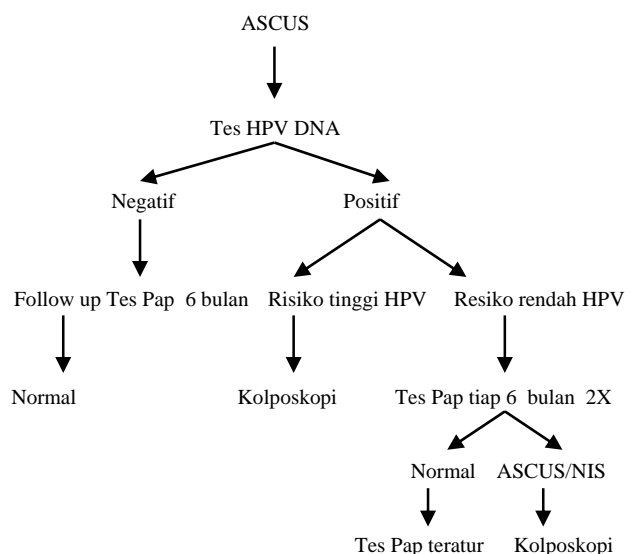 ASCUS
Tes HPV DNA
Negatif Positif
Follow up Tes Pap 6 bulan Risiko tinggi HPV Resiko rendah HPV
Normal Kolposkopi Tes Pap tiap 6 bulan 2X
Normal ASCUS/NIS
Tes Pap teratur Kolposkopi